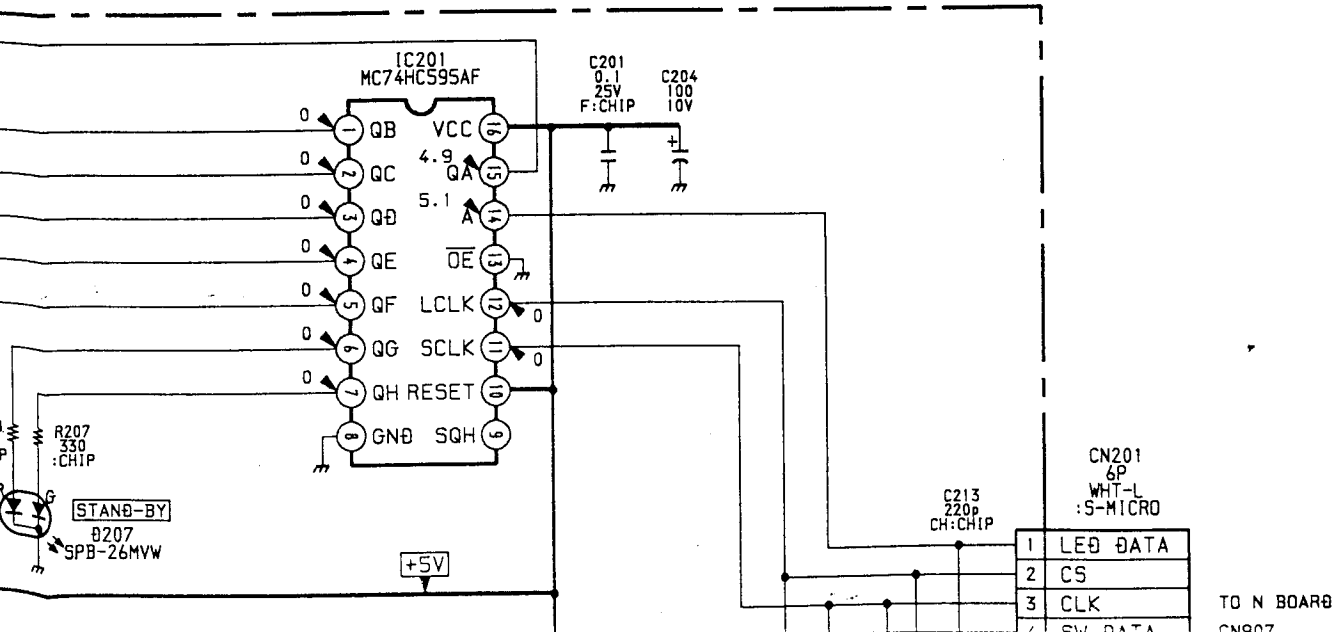 IC201
MC74HC595AF
C201
0.1
25V
F:CHIP
C204
100
10V
+
0 1 QB VCC 16
0 2 QC 4.9 QA 15
0 3 QD 5.1 A 14
0 4 QE OE 13
0 5 QF LCLK 12 0
0 6 QG SCLK 11 0
0 7 QH RESET 10
8 GND SQH 9
R207
330
:CHIP
P
G
STAND-BY
D207
SPB-26MVW
+5V
C213
220p
CH:CHIP
CN201
6P
WHT-L
:S-MICRO
1 LED DATA
2 CS
3 CLK
TO N BOARD
SW DATA
CN907